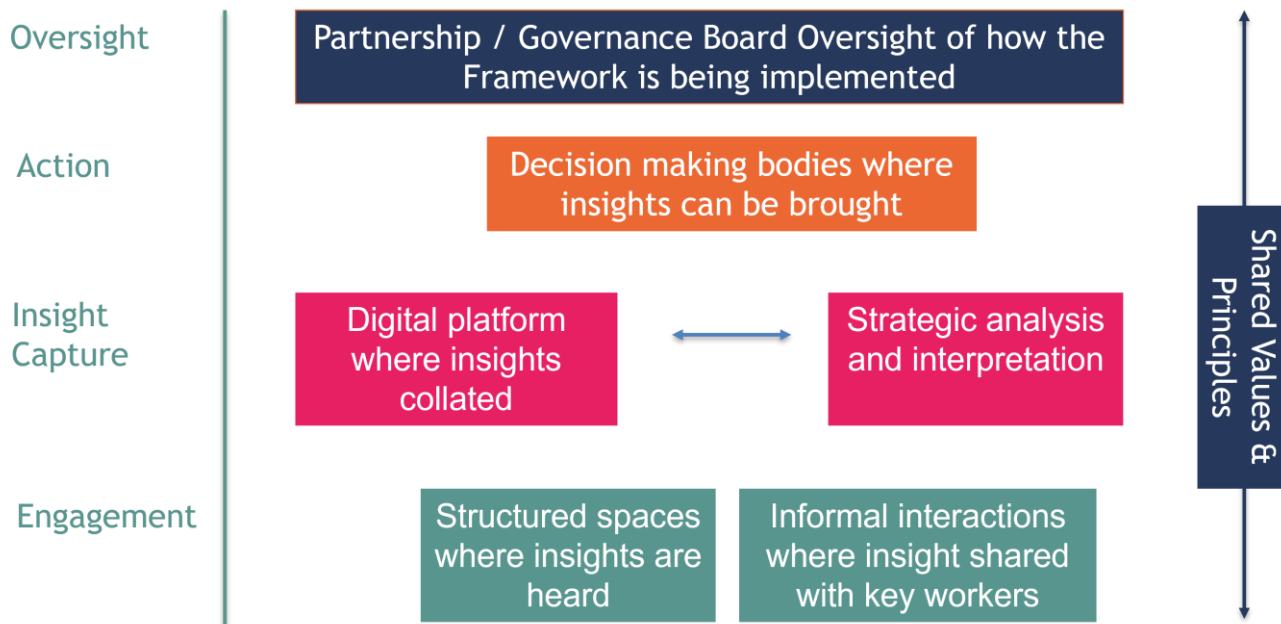 Oversight
Partnership / Governance Board Oversight of how the
Framework is being implemented
Action
Decision making bodies where
insights can be brought
Insight
Capture
Digital platform
where insights
collated
Strategic analysis
and interpretation
Engagement
Structured spaces
where insights are
heard
Informal interactions
where insight shared
with key workers
Shared Values &
Principles